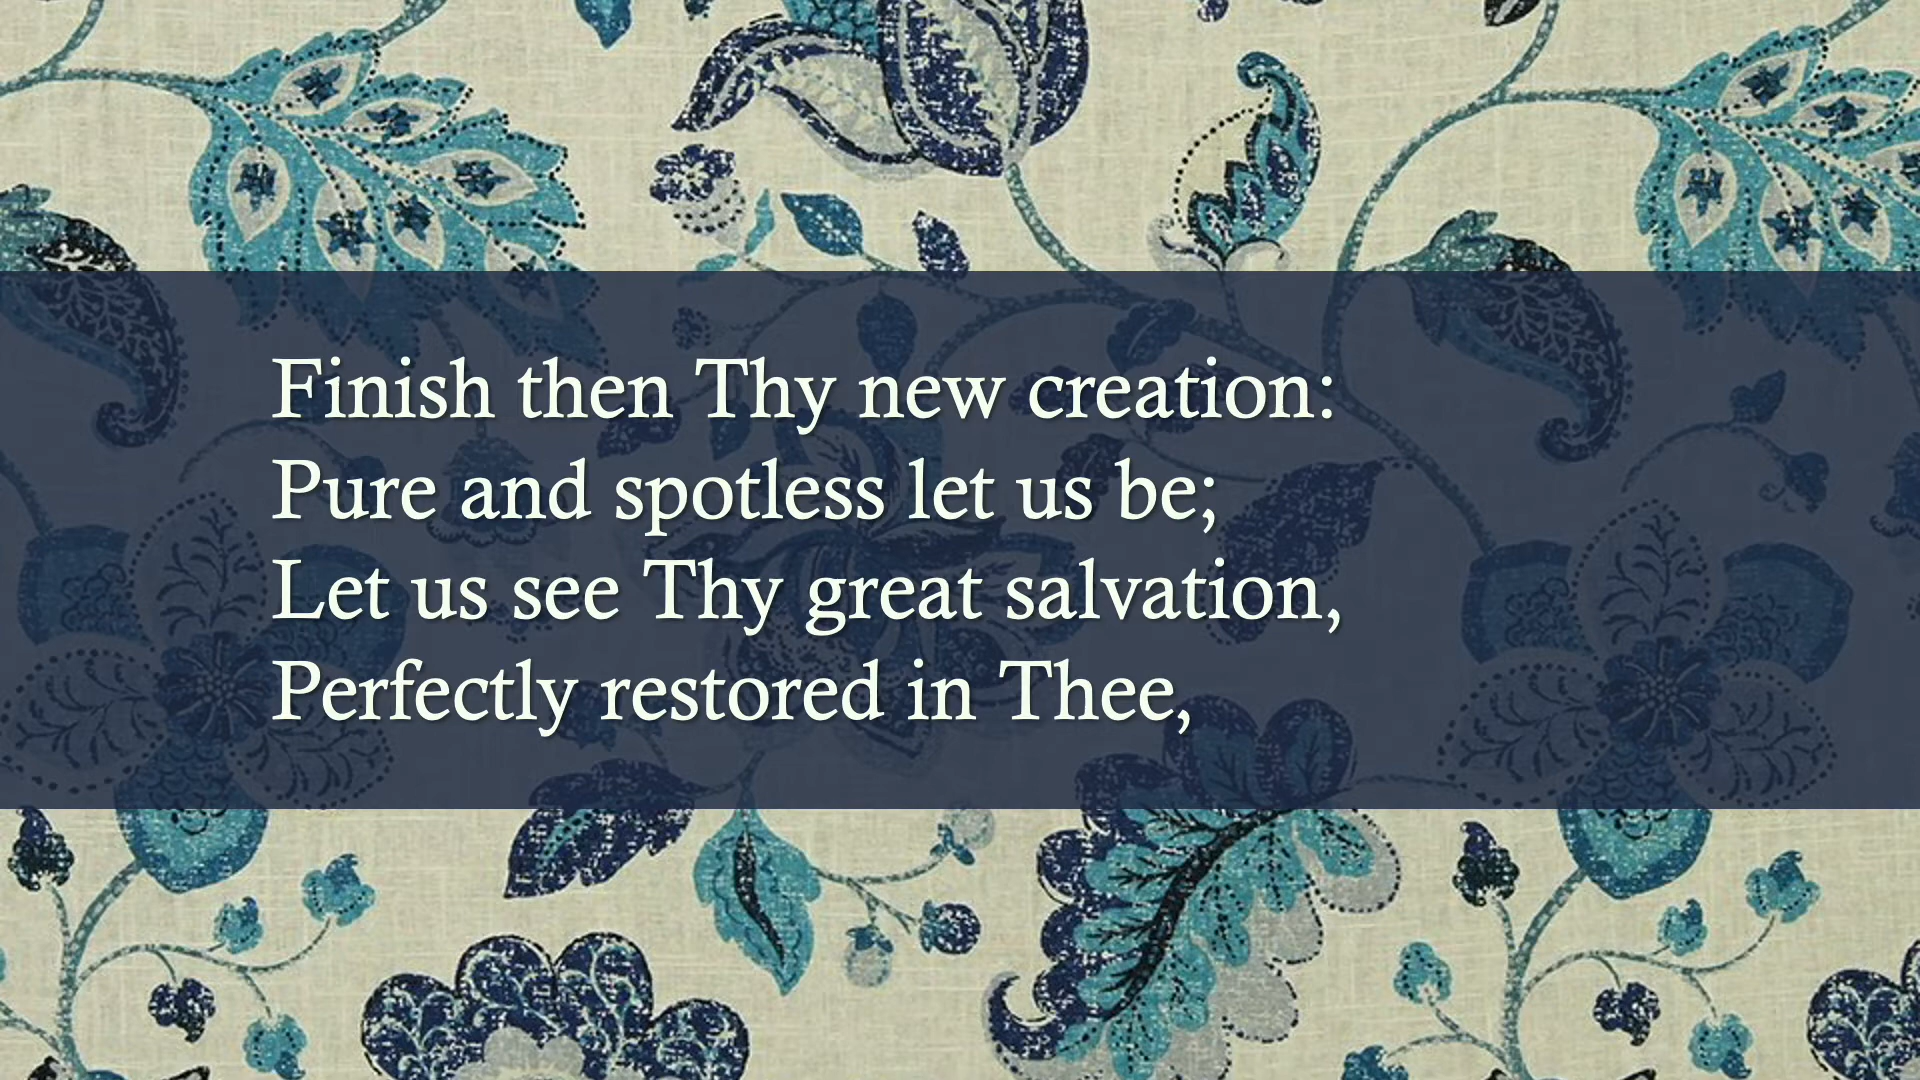 Finish then Thy new creation:
Pure and spotless let us be;
Let us see Thy great salvation,
Perfectly restored in Thee,